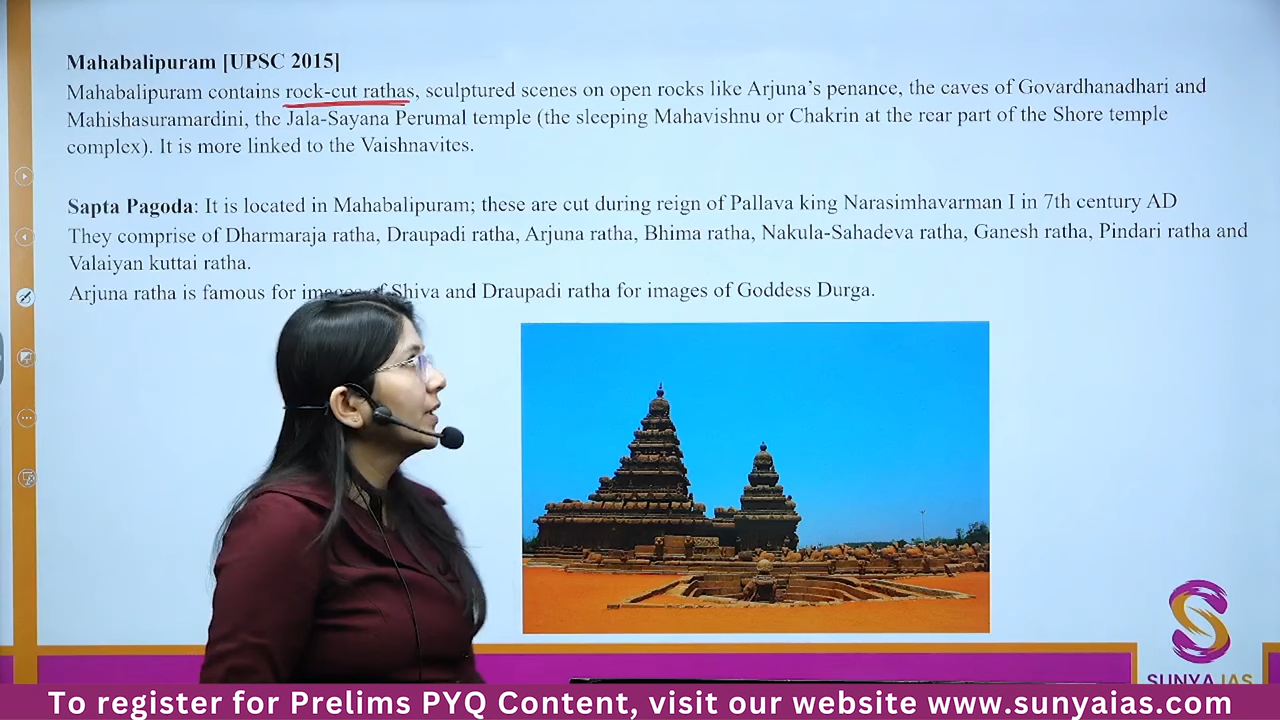 Mahabalipuram [UPSC 2015]
Mahabalipuram contains rock-cut rathas, sculptured scenes on open rocks like Arjuna's penance, the caves of Govardhanadhari and
Mahishasuramardini, the Jala-Sayana Perumal temple (the sleeping Mahavishnu or Chakrin at the rear part of the Shore temple
complex). It is more linked to the Vaishnavites.
Sapta Pagoda: It is located in Mahabalipuram; these are cut during reign of Pallava king Narasimhavarman I in 7th century AD
They comprise of Dharmaraja ratha, Draupadi ratha, Arjuna ratha, Bhima ratha, Nakula-Sahadeva ratha, Ganesh ratha, Pindari ratha and
Valaiyan kuttai ratha.
Arjuna ratha is famous for images of Shiva and Draupadi ratha for images of Goddess Durga.
SUNYA IAS
To register for Prelims PYQ Content, visit our website www.sunyaias.com